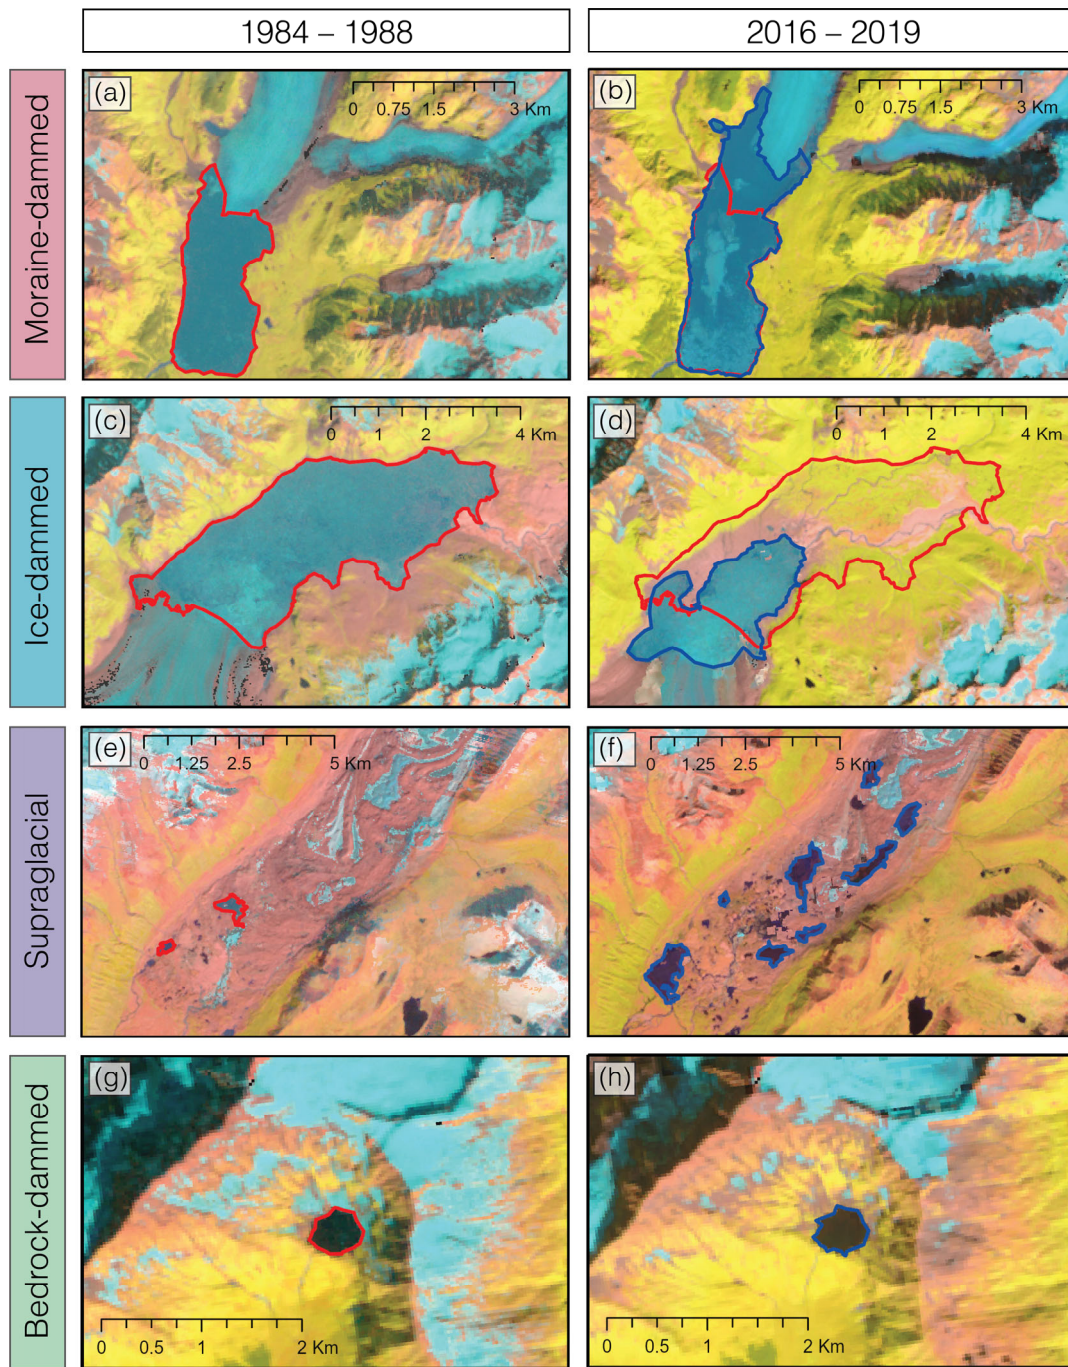 1984 – 1988
2016 – 2019
Moraine-dammed
(a)
0 0.75 1.5 3 Km
(b)
0 0.75 1.5 3 Km
Ice-dammed
(c)
0 1 2 4 Km
(d)
0 1 2 4 Km
Supraglacial
(e)
0 1.25 2.5 5 Km
(f)
0 1.25 2.5 5 Km
Bedrock-dammed
(g)
0 0.5 1 2 Km
(h)
0 0.5 1 2 Km